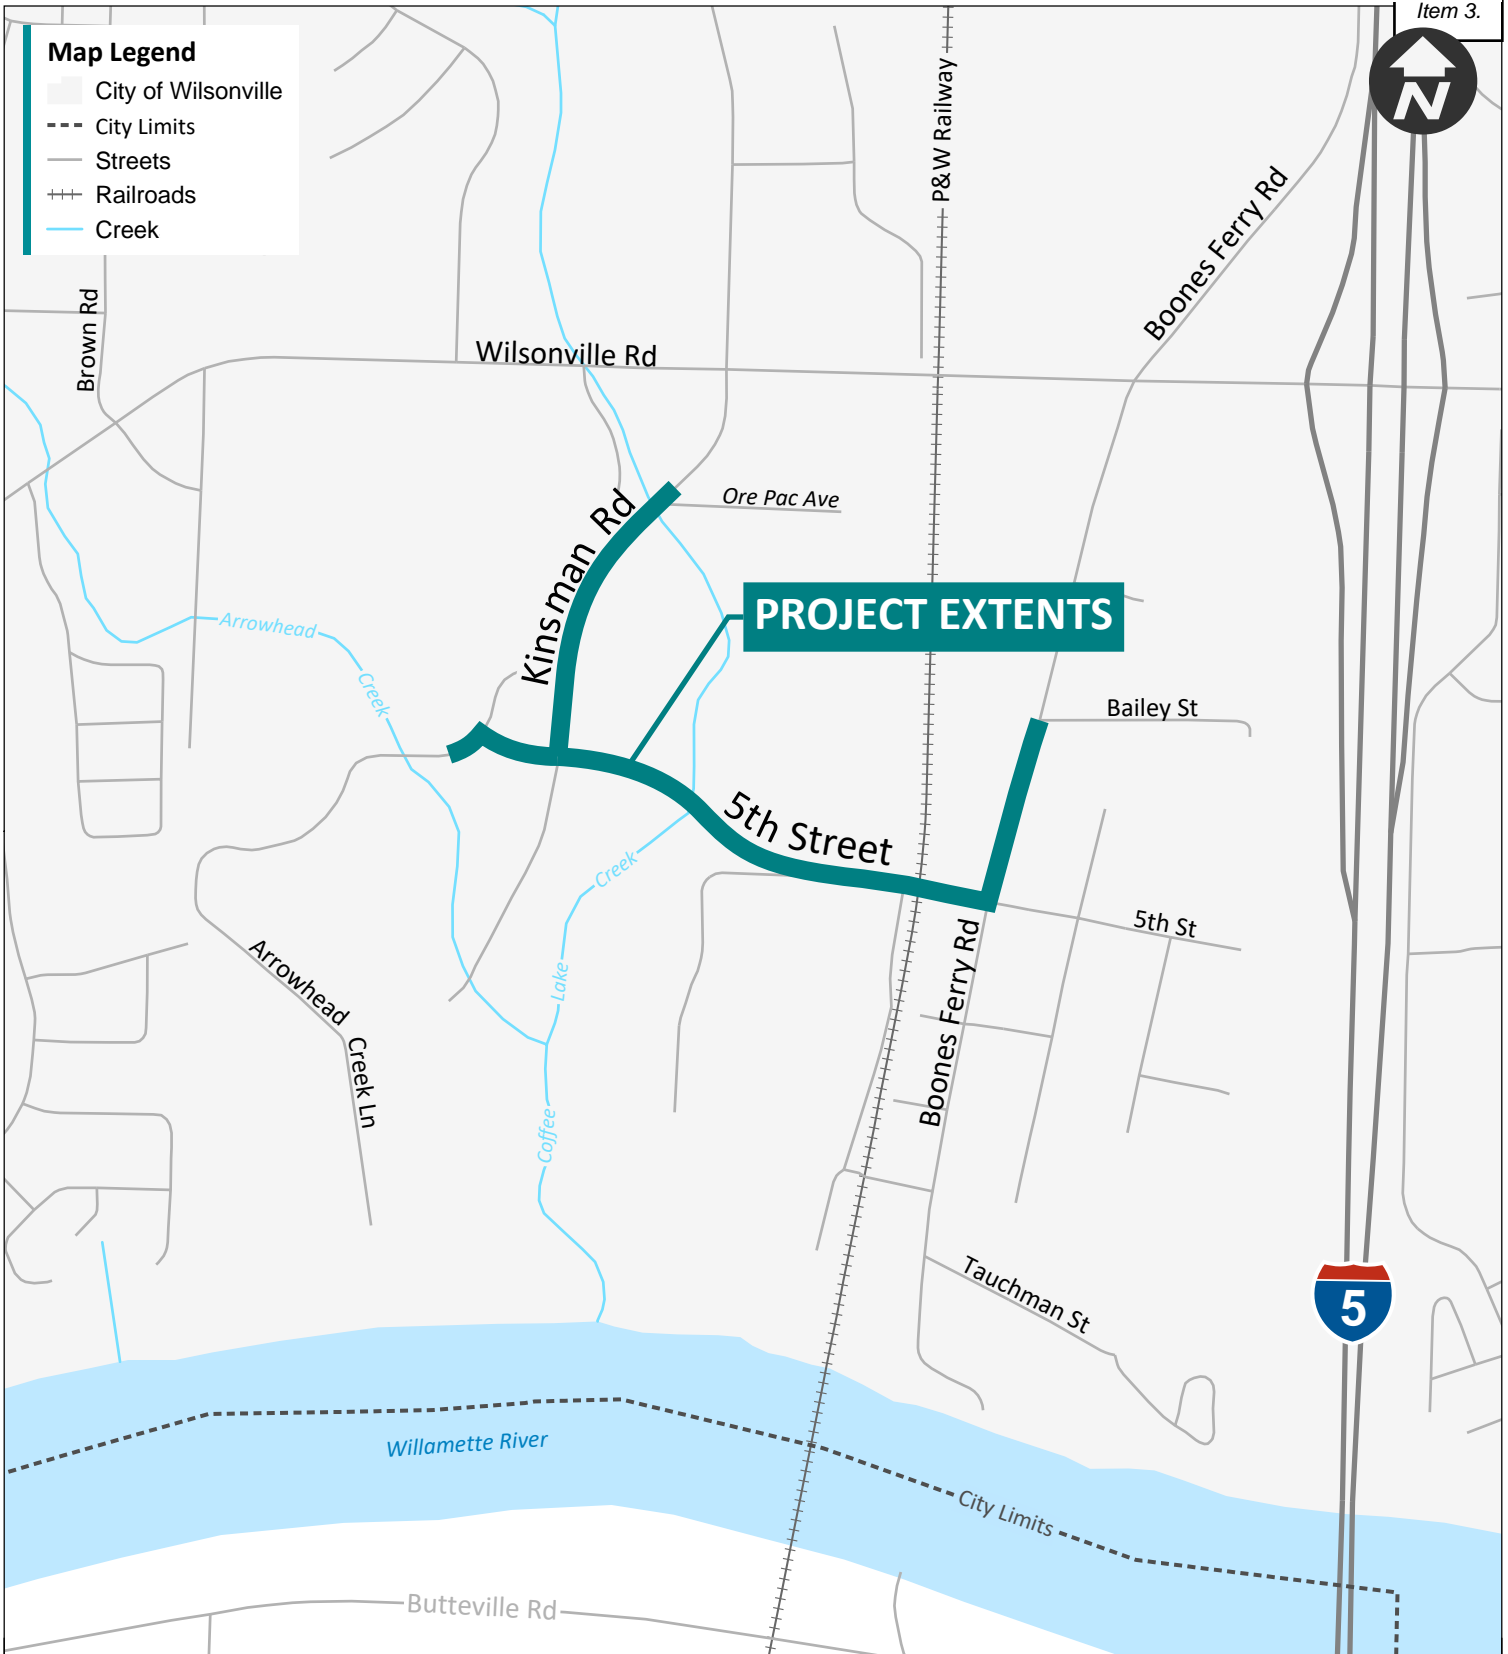 Item 3.
Map Legend
City of Wilsonville
City Limits
Streets
Railroads
Creek
N
P&W Railway
Boones Ferry Rd
Brown Rd
Wilsonville Rd
Ore Pac Ave
Kinsman Rd
PROJECT EXTENTS
Arrowhead
Creek
Bailey St
5th Street
Creek
5th St
Arrowhead
Creek Ln
Lake
Boones Ferry Rd
Coffee
Tauchman St
5
Willamette River
City Limits
Butteville Rd